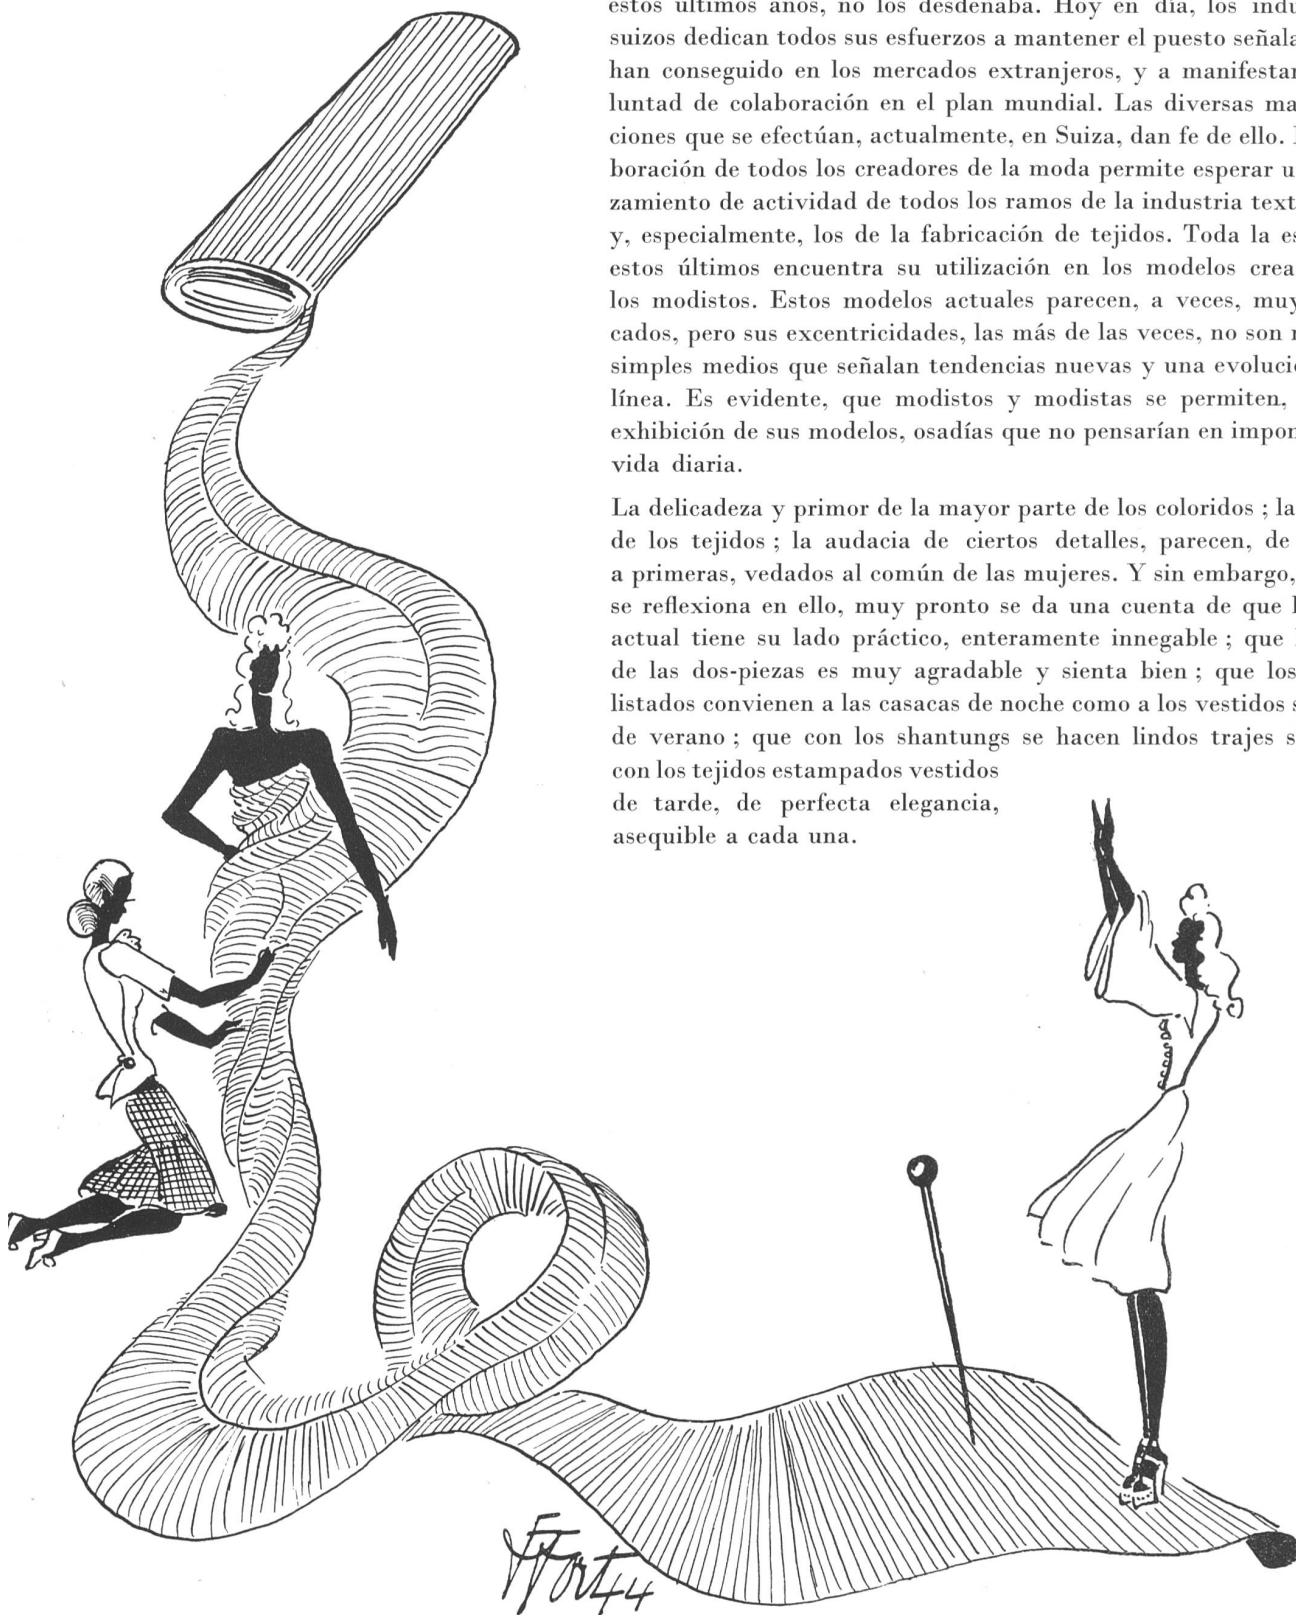 estos últimos años, no los desdeñaba. Hoy en día, los
suizos dedican todos sus esfuerzos a mantener el puesto
han conseguido en los mercados extranjeros, y a
luntad de colaboración en el plan mundial. Las diversas
ciones que se efectúan, actualmente, en Suiza, dan fe de ello.
boración de todos los creadores de la moda permite esperar
zamiento de actividad de todos los ramos de la industria
y, especialmente, los de la fabricación de tejidos. Toda la
estos últimos encuentra su utilización en los modelos
los modistos. Estos modelos actuales parecen, a veces, muy
cados, pero sus excentricidades, las más de las veces, no son
simples medios que señalan tendencias nuevas y una
línea. Es evidente, que modistos y modistas se permiten,
exhibición de sus modelos, osadías que no pensarían en
vida diaria.
La delicadeza y primor de la mayor parte de los coloridos ; la
de los tejidos ; la audacia de ciertos detalles, parecen, de
a primeras, vedados al común de las mujeres. Y sin embargo,
se reflexiona en ello, muy pronto se da una cuenta de que
actual tiene su lado práctico, enteramente innegable ; que
de las dos-piezas es muy agradable y sienta bien ; que los
listados convienen a las casacas de noche como a los vestidos
de verano ; que con los shantungs se hacen lindos trajes
con los tejidos estampados vestidos
de tarde, de perfecta elegancia,
asequible a cada una.
44